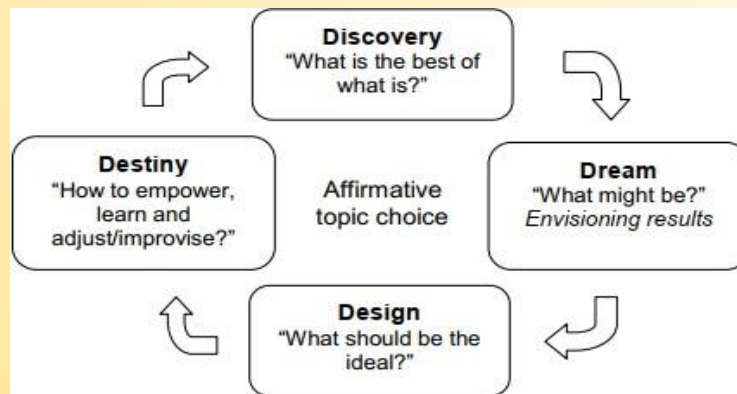 Discovery
“What is the best of
what is?”
Destiny
“How to empower,
learn and
adjust/improvise?”
Affirmative
topic choice
Dream
“What might be?”
Envisioning results
Design
“What should be the
ideal?”